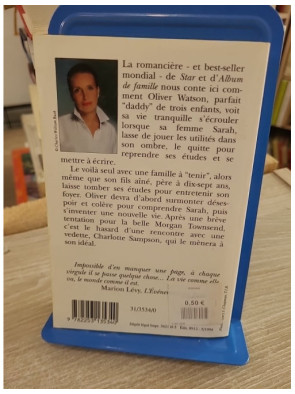 La romancière - et best-seller
mondial - de Star et d'Album
de famille nous conte ici com-
ment Oliver Watson, parfait
"daddy" de trois enfants, voit
sa vie tranquille s'écrouler
lorsque sa femme Sarah,
lasse de jouer les utilités dans
son ombre, le quitte pour
reprendre ses études et se
mettre à écrire.
Le voilà seul avec une famille à "tenir", alors
même que son fils aîné, père à dix-sept ans,
laisse tomber ses études pour entretenir son
foyer. Oliver devra d'abord surmonter déses-
poir et colère pour comprendre Sarah, puis
s'inventer une nouvelle vie. Après une brève
tentation pour la belle Morgan Townsend,
c'est le hasard d'une rencontre avec une
vedette, Charlotte Sampson, qui le mènera à
son idéal.
Impossible d'en manquer une page, à chaque
virgule il se passe quelque chose... La vie comme elle
va, le monde comme il est.
Marion Lévy, L'Événe
0,50 €
31/3334/0